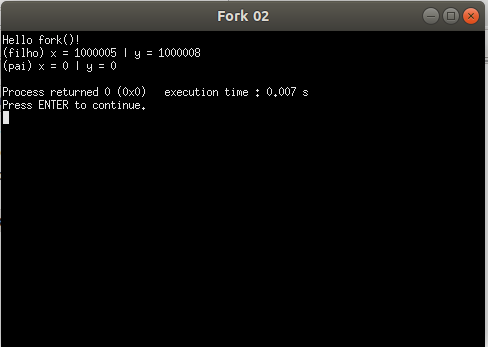 Fork 02
Hello fork()!
(filho) x = 1000005 | y = 1000008
(pai) x = 0 | y = 0
Process returned 0 (0x0)   execution time : 0.007 s
Press ENTER to continue.